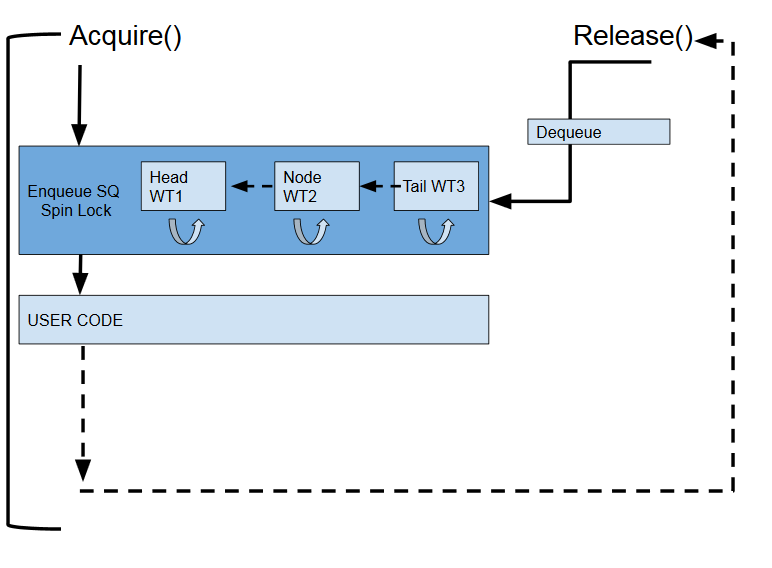 Acquire()
Release()
Dequeue
Enqueue SQ
Spin Lock
Head
WT1
Node
WT2
Tail WT3
USER CODE